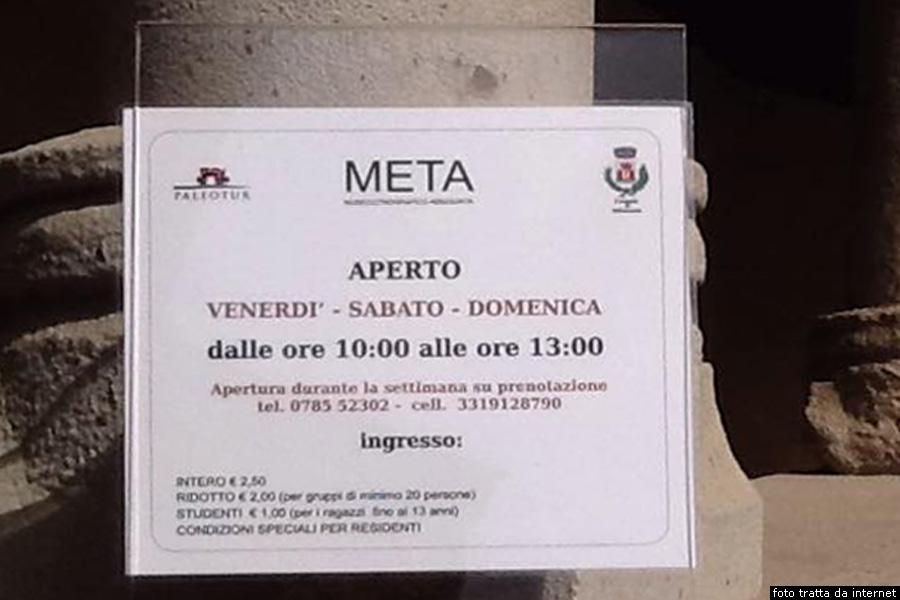 PALEOTUR
META
APERTO
VENERDI' - SABATO - DOMENICA
dalle ore 10:00 alle ore 13:00
Apertura durante la settimana su prenotazione
tel. 0785 52302 - cell. 3319128790
ingresso:
INTERO € 2,50
RIDOTTO € 2,00 (per gruppi di minimo 20 persone)
STUDENTI € 1,00 (per i ragazzi fino ai 13 anni)
CONDIZIONI SPECIALI PER RESIDENTI
foto tratta da internet